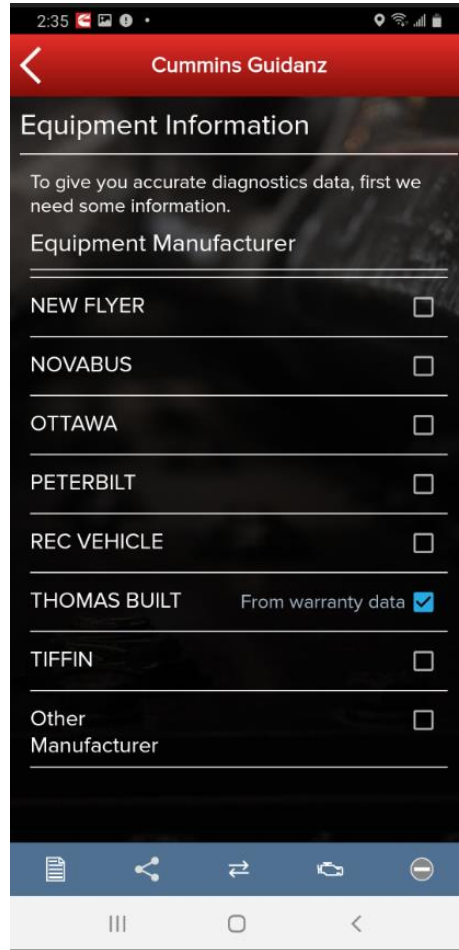 2:35
Cummins Guidanz
Equipment Information
To give you accurate diagnostics data, first we
need some information.
Equipment Manufacturer
NEW FLYER
NOVABUS
OTTAWA
PETERBILT
REC VEHICLE
THOMAS BUILT From warranty data
TIFFIN
Other
Manufacturer